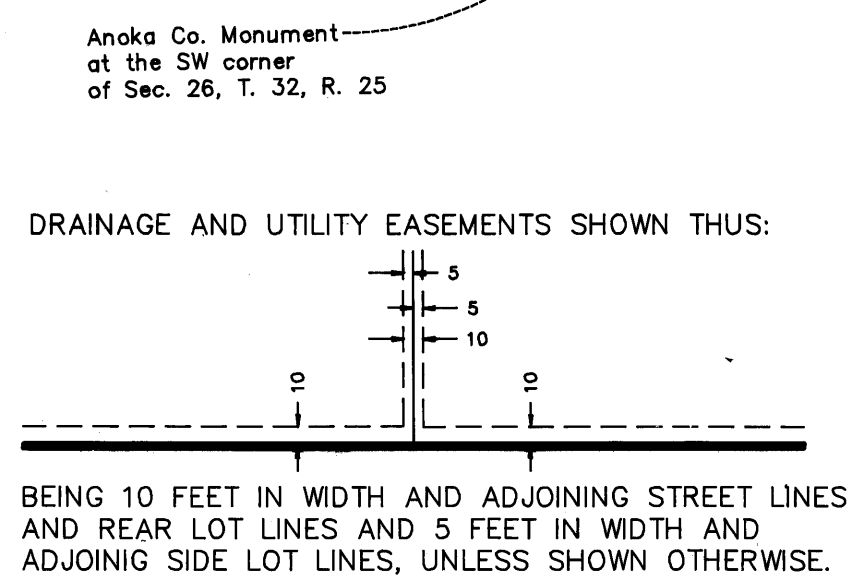 Anoka Co. Monument
at the SW corner
of Sec. 26, T. 32, R. 25
DRAINAGE AND UTILITY EASEMENTS SHOWN THUS:
5
5
10
10
10
BEING 10 FEET IN WIDTH AND ADJOINING STREET LINES
AND REAR LOT LINES AND 5 FEET IN WIDTH AND
ADJOINIG SIDE LOT LINES, UNLESS SHOWN OTHERWISE.